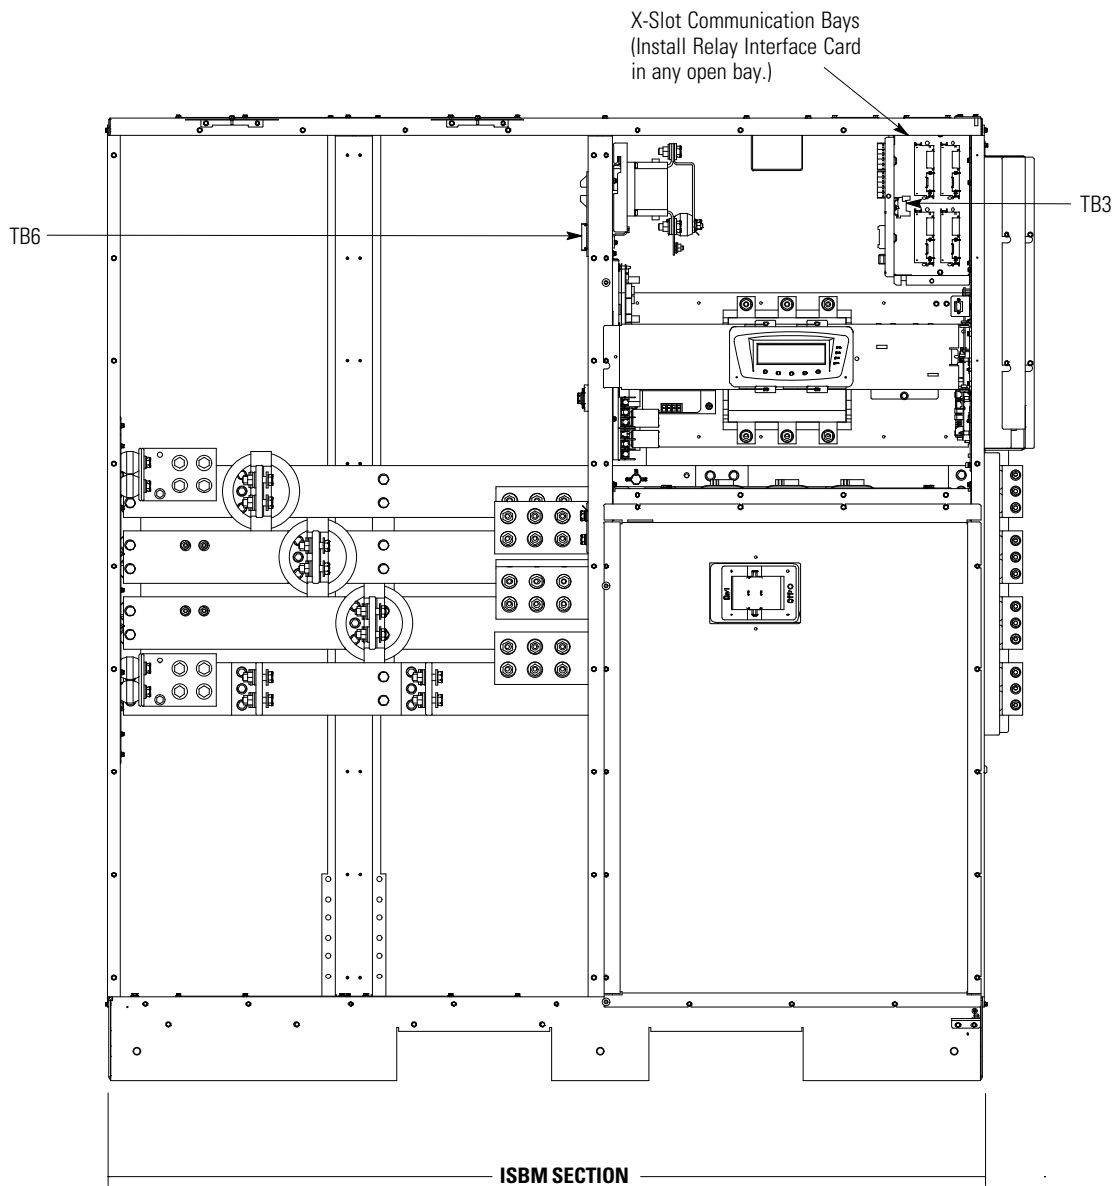 X-Slot Communication Bays
(Install Relay Interface Card
in any open bay.)
TB3
TB6
ISBM SECTION